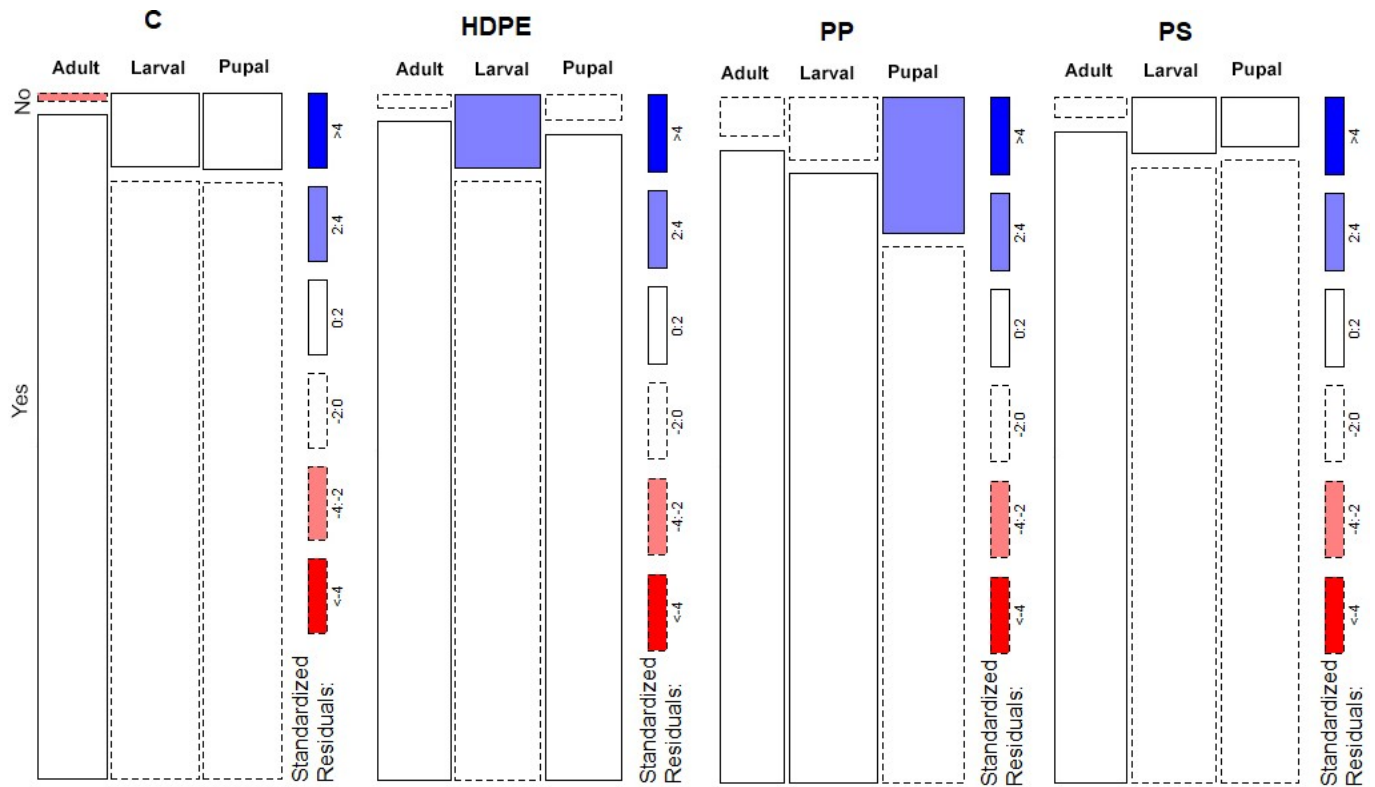 C
Adult Larval Pupal
No
Yes
>4
2:4
0:2
-2:0
-4:-2
<-4
Standardized
Residuals:
HDPE
Adult Larval Pupal
>4
2:4
0:2
-2:0
-4:-2
<-4
Standardized
Residuals:
PP
Adult Larval Pupal
>4
2:4
0:2
-2:0
-4:-2
<-4
Standardized
Residuals:
PS
Adult Larval Pupal
>4
2:4
0:2
-2:0
-4:-2
<-4
Standardized
Residuals: